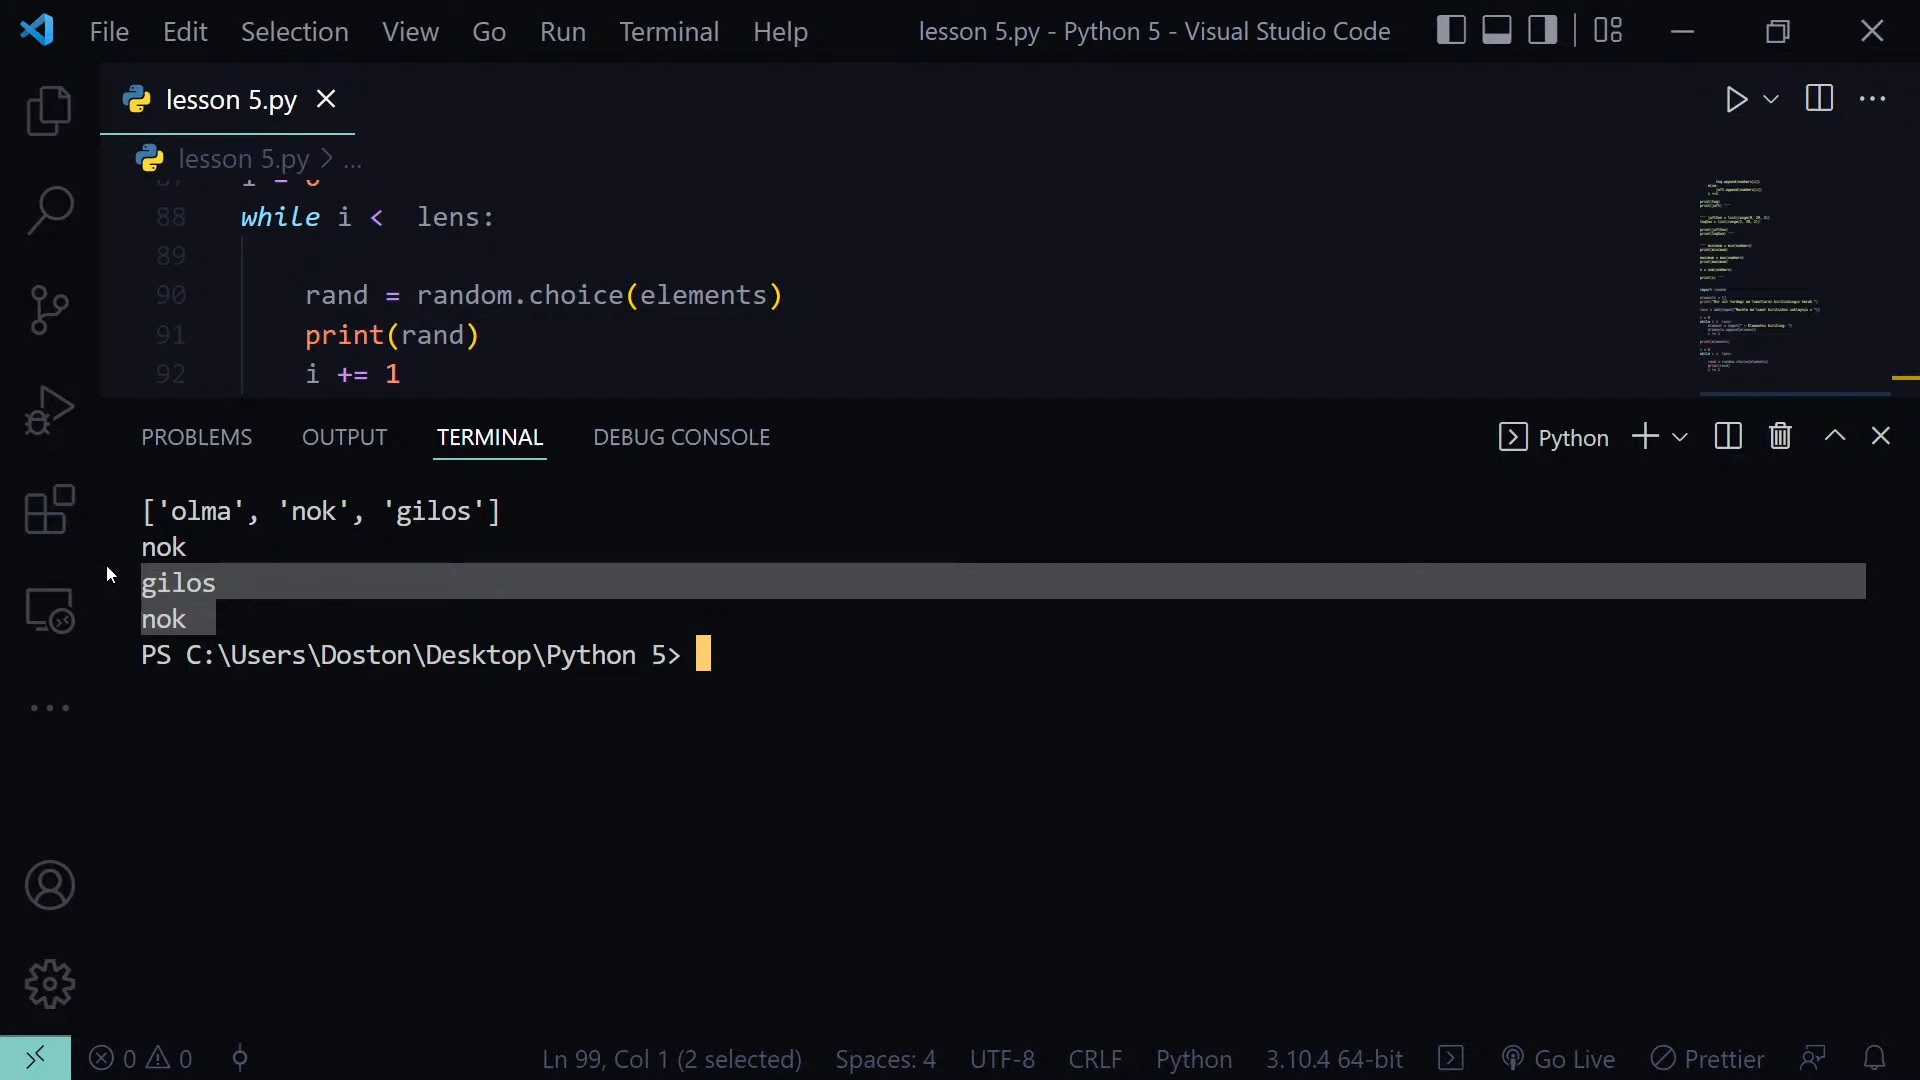 File Edit Selection View Go Run Terminal Help lesson 5.py - Python 5 - Visual Studio Code
lesson 5.py
lesson 5.py > ...
88 while i <  lens:
89
90 rand = random.choice(elements)
91 print(rand)
92 i += 1
PROBLEMS OUTPUT TERMINAL DEBUG CONSOLE Python
['olma', 'nok', 'gilos']
nok
gilos
nok
PS C:\Users\Doston\Desktop\Python 5>
0 0 Ln 99, Col 1 (2 selected) Spaces: 4 UTF-8 CRLF Python 3.10.4 64-bit Go Live Prettier